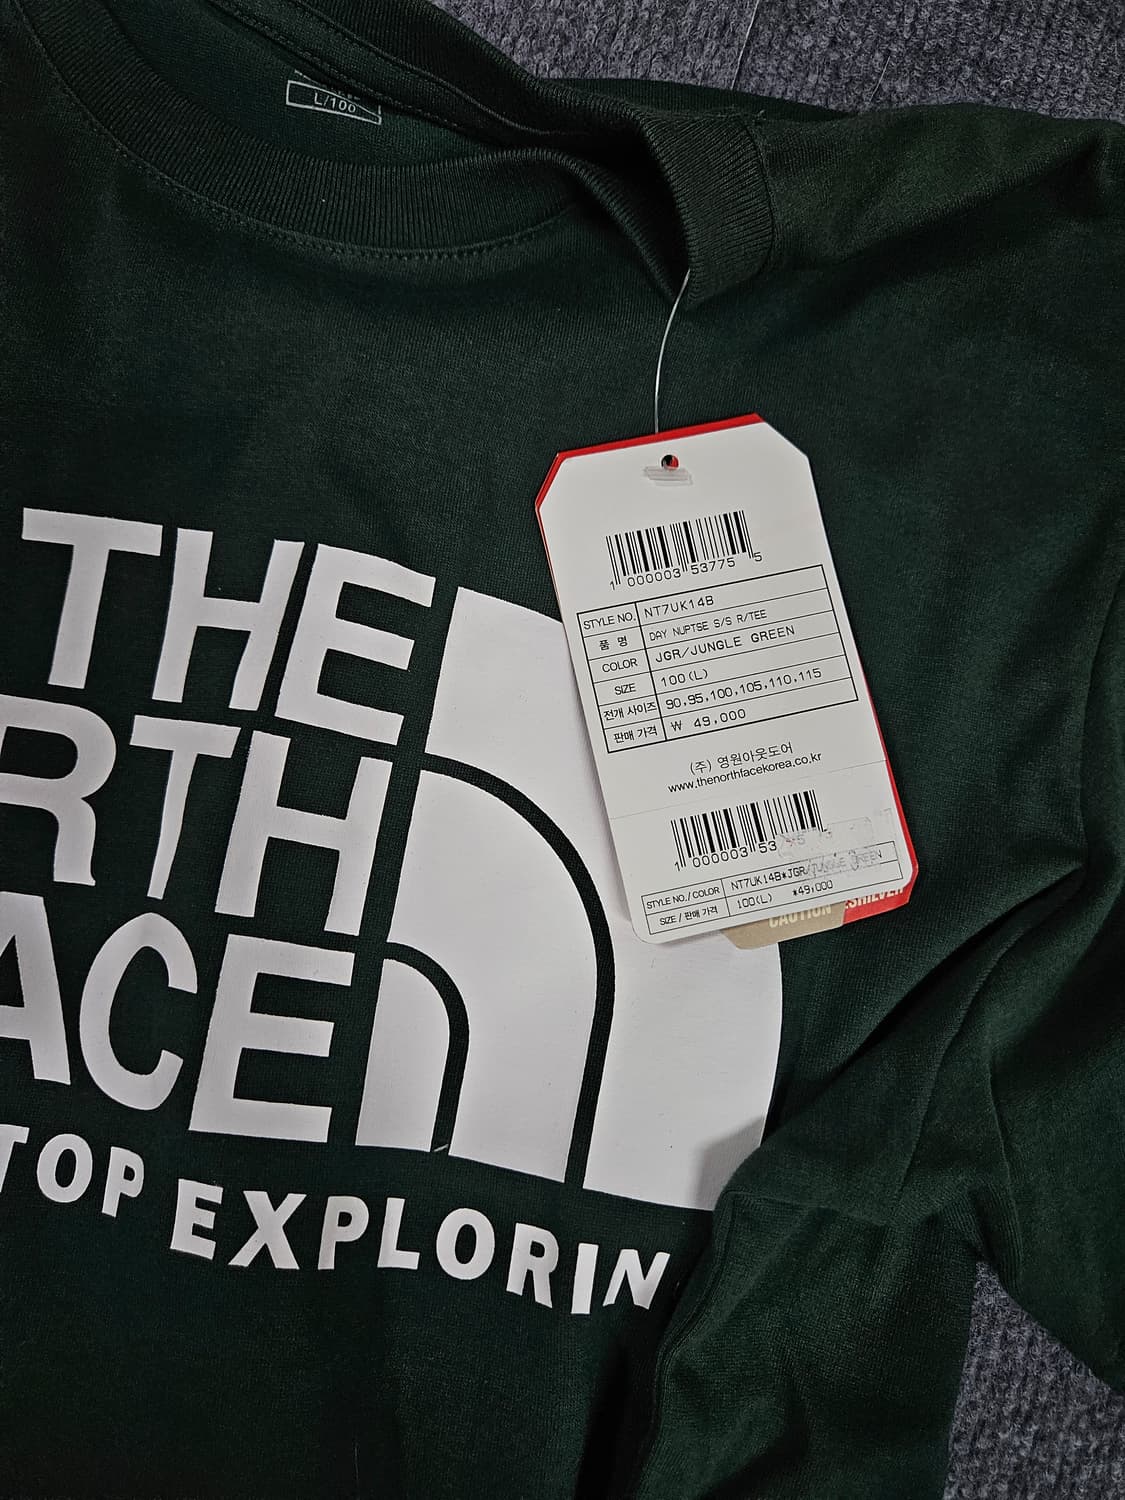 L/100
THE
RTH
ACE
TOP EXPLORIN
1 000003 53775 5
STYLE NO. NT7UK14B
품 명 DAY NUPTSE S/S R/TEE
COLOR JGR/JUNGLE GREEN
SIZE 100(L)
전개 사이즈 90,95,100,105,110,115
판매 가격 ₩ 49,000
(주) 영원아웃도어
www.thenorthfacekorea.co.kr
1 000003 53
STYLE NO./COLOR NT7UK14B*JGR/JUNGLE GREEN
SIZE / 판매 가격 100(L) ₩49,000
CAUTION